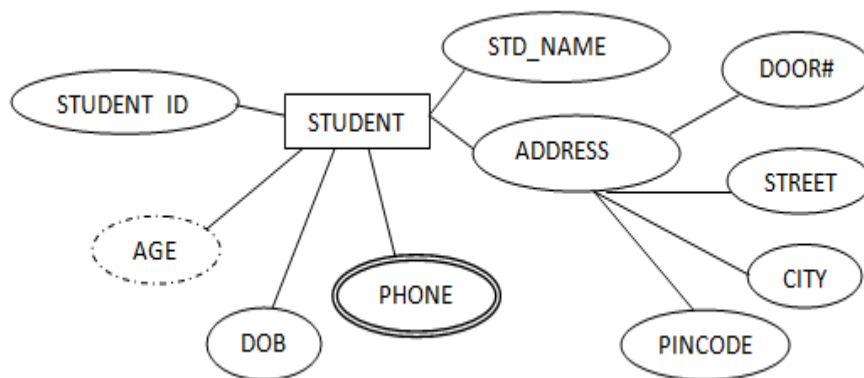 STD_NAME
DOOR#
STUDENT ID
STUDENT
ADDRESS
STREET
AGE
CITY
PHONE
DOB
PINCODE